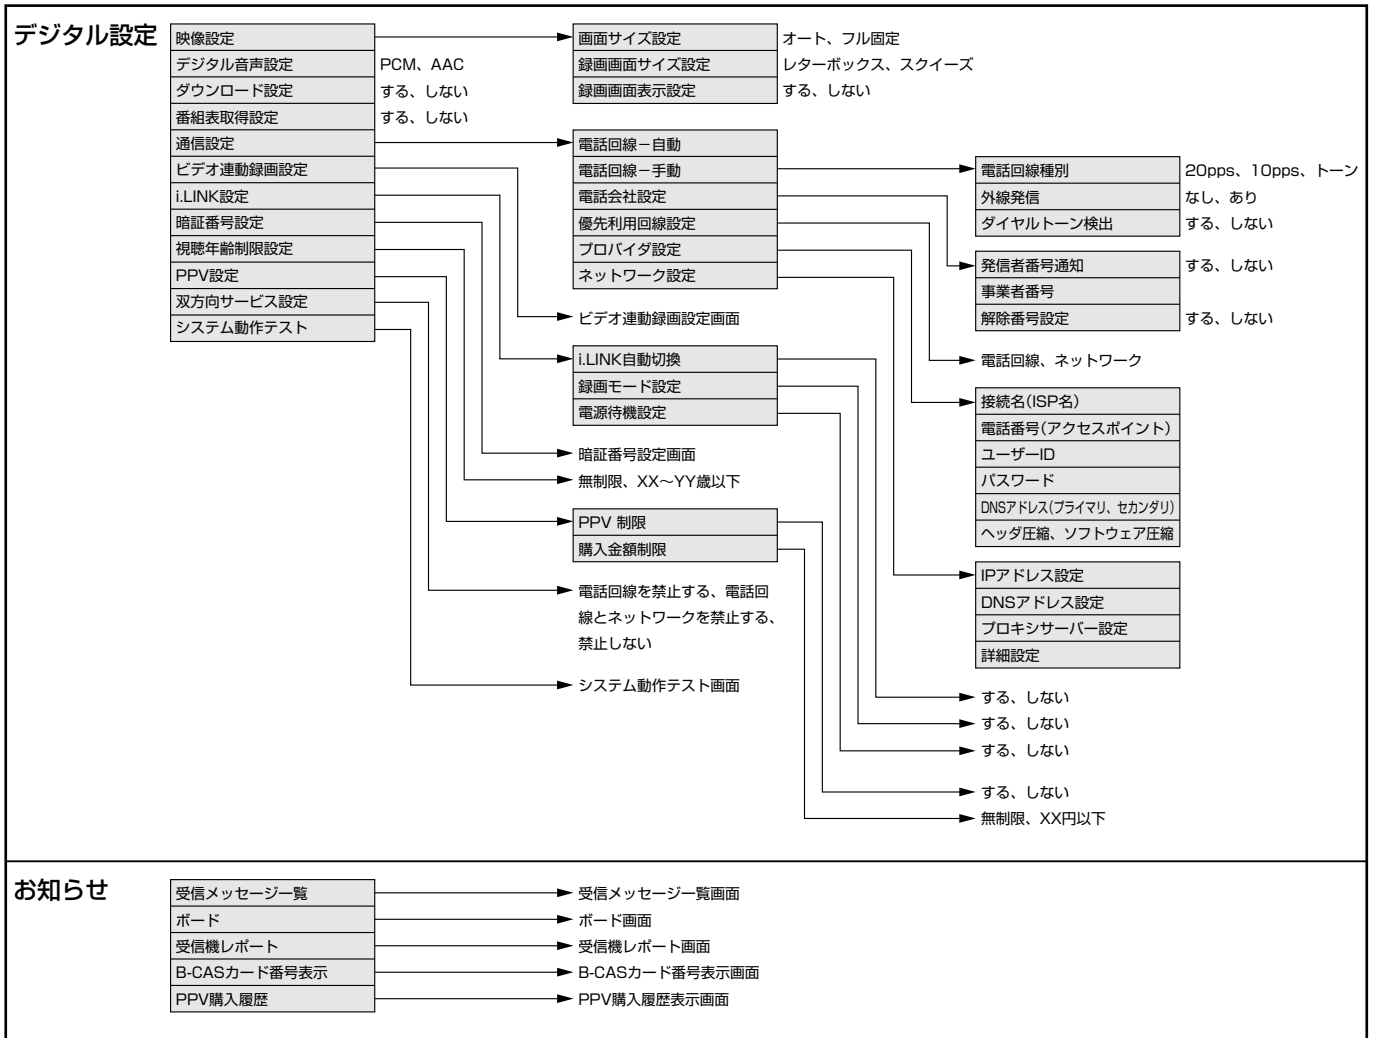 デジタル設定
映像設定
デジタル音声設定 PCM、AAC
ダウンロード設定 する、しない
番組表取得設定 する、しない
通信設定
ビデオ連動録画設定
i.LINK設定
暗証番号設定
視聴年齢制限設定
PPV設定
双方向サービス設定
システム動作テスト
画面サイズ設定 オート、フル固定
録画画面サイズ設定 レターボックス、スクイーズ
録画画面表示設定 する、しない
電話回線－自動
電話回線－手動
電話会社設定
優先利用回線設定
プロバイダ設定
ネットワーク設定
ビデオ連動録画設定画面
i.LINK自動切換
録画モード設定
電源待機設定
暗証番号設定画面
無制限、XX～YY歳以下
PPV 制限
購入金額制限
電話回線を禁止する、電話回
線とネットワークを禁止する、
禁止しない
システム動作テスト画面
電話回線種別 20pps、10pps、トーン
外線発信 なし、あり
ダイヤルトーン検出 する、しない
発信者番号通知 する、しない
事業者番号
解除番号設定 する、しない
電話回線、ネットワーク
接続名(ISP名)
電話番号(アクセスポイント)
ユーザーID
パスワード
DNSアドレス(プライマリ、セカンダリ)
ヘッダ圧縮、ソフトウェア圧縮
IPアドレス設定
DNSアドレス設定
プロキシサーバー設定
詳細設定
する、しない
する、しない
する、しない
する、しない
無制限、XX円以下
お知らせ
受信メッセージ一覧 受信メッセージ一覧画面
ボード ボード画面
受信機レポート 受信機レポート画面
B-CASカード番号表示 B-CASカード番号表示画面
PPV購入履歴 PPV購入履歴表示画面